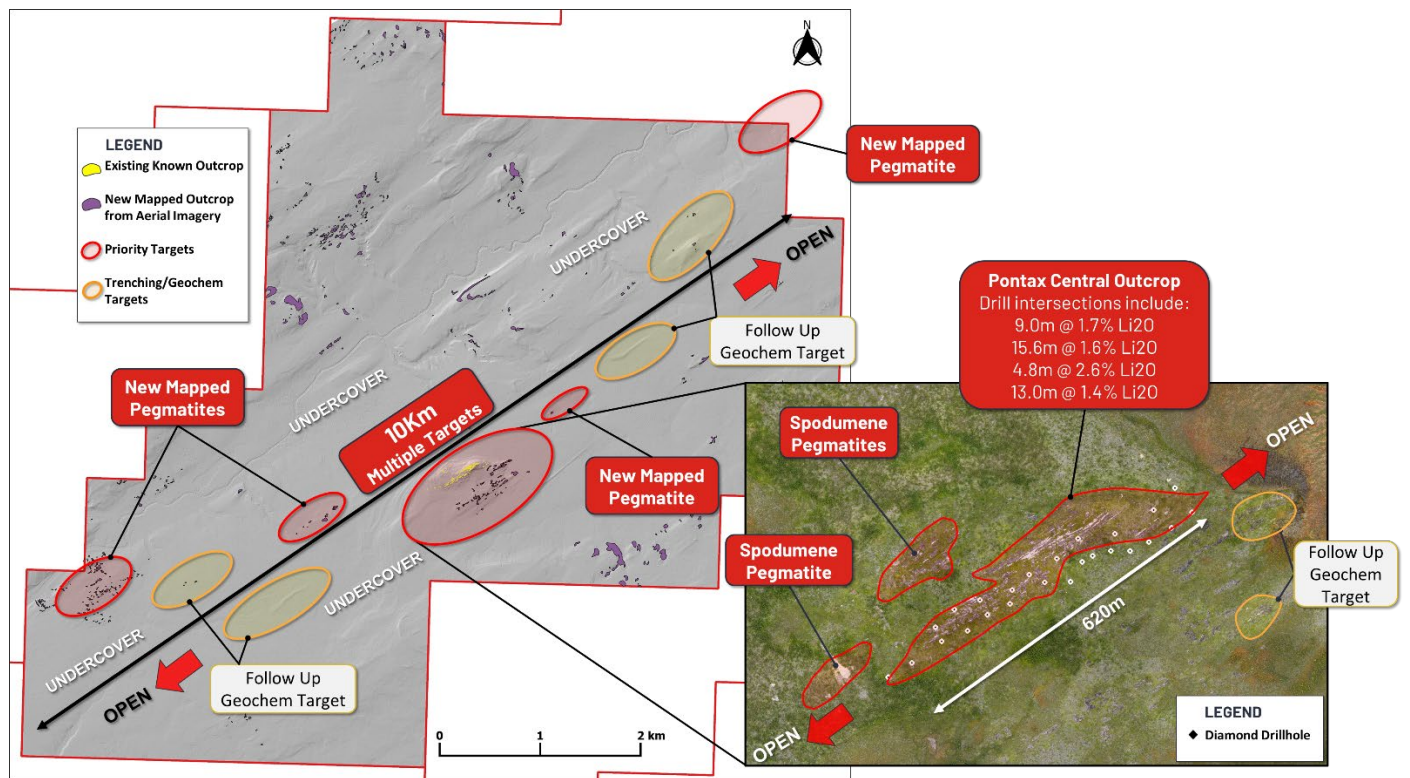 N
LEGEND
Existing Known Outcrop
New Mapped Outcrop
from Aerial Imagery
Priority Targets
Trenching/Geochem
Targets
New Mapped
Pegmatite
UNDERCOVER
OPEN
Follow Up
Geochem Target
New Mapped
Pegmatites
UNDERCOVER
10Km
Multiple Targets
New Mapped
Pegmatite
UNDERCOVER
UNDERCOVER
OPEN
Follow Up
Geochem Target
0 1 2 km
Pontax Central Outcrop
Drill intersections include:
9.0m @ 1.7% Li2O
15.6m @ 1.6% Li2O
4.8m @ 2.6% Li2O
13.0m @ 1.4% Li2O
Spodumene
Pegmatites
OPEN
Spodumene
Pegmatite
Follow Up
Geochem
Target
620m
OPEN
LEGEND
Diamond Drillhole